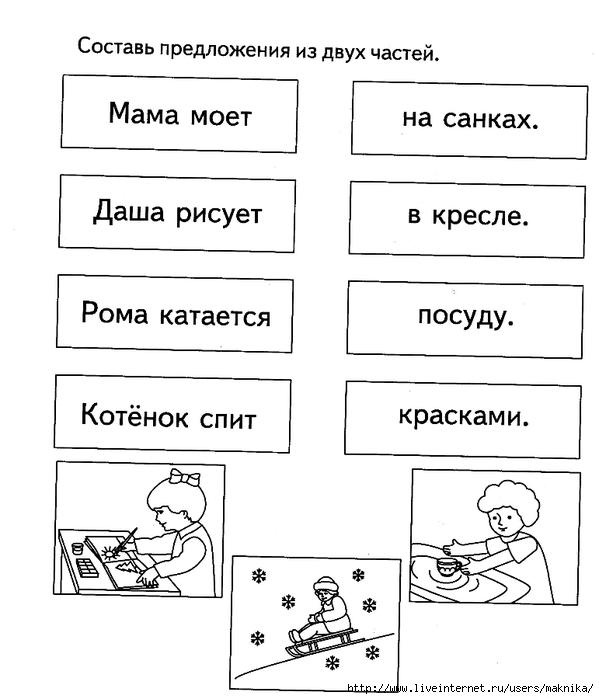 Составь предложения из двух частей.
Мама моет
на санках.
Даша рисует
в кресле.
Рома катается
посуду.
Котёнок спит
красками.
http://www.liveinternet.ru/users/maknika/